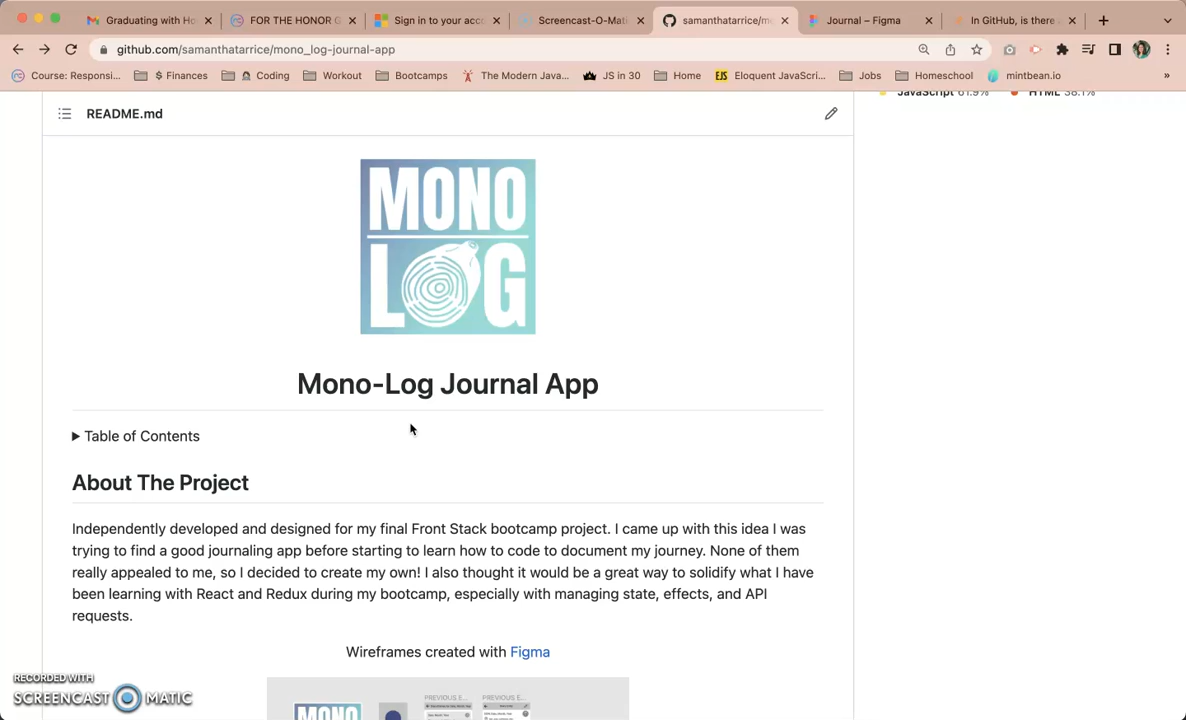 Graduating with Ho
FOR THE HONOR G
Sign in to your acc
Screencast-O-Mati
samanthatarrice/m
Journal – Figma
In GitHub, is there
github.com/samanthatarrice/mono_log-journal-app
Course: Responsi...
$ Finances
Coding
Workout
Bootcamps
The Modern Java...
JS in 30
Home
EJS
Eloquent JavaScri...
Jobs
Homeschool
mintbean.io
»
README.md
JavaScript 61.9%
HTML 38.1%
MONO
LOG
Mono-Log Journal App
Table of Contents
About The Project
Independently developed and designed for my final Front Stack bootcamp project. I came up with this idea I was
trying to find a good journaling app before starting to learn how to code to document my journey. None of them
really appealed to me, so I decided to create my own! I also thought it would be a great way to solidify what I have
been learning with React and Redux during my bootcamp, especially with managing state, effects, and API
requests.
Wireframes created with Figma
PREVIOUS E...
PREVIOUS E...
MONO
RECORDED WITH
SCREENCAST MATIC